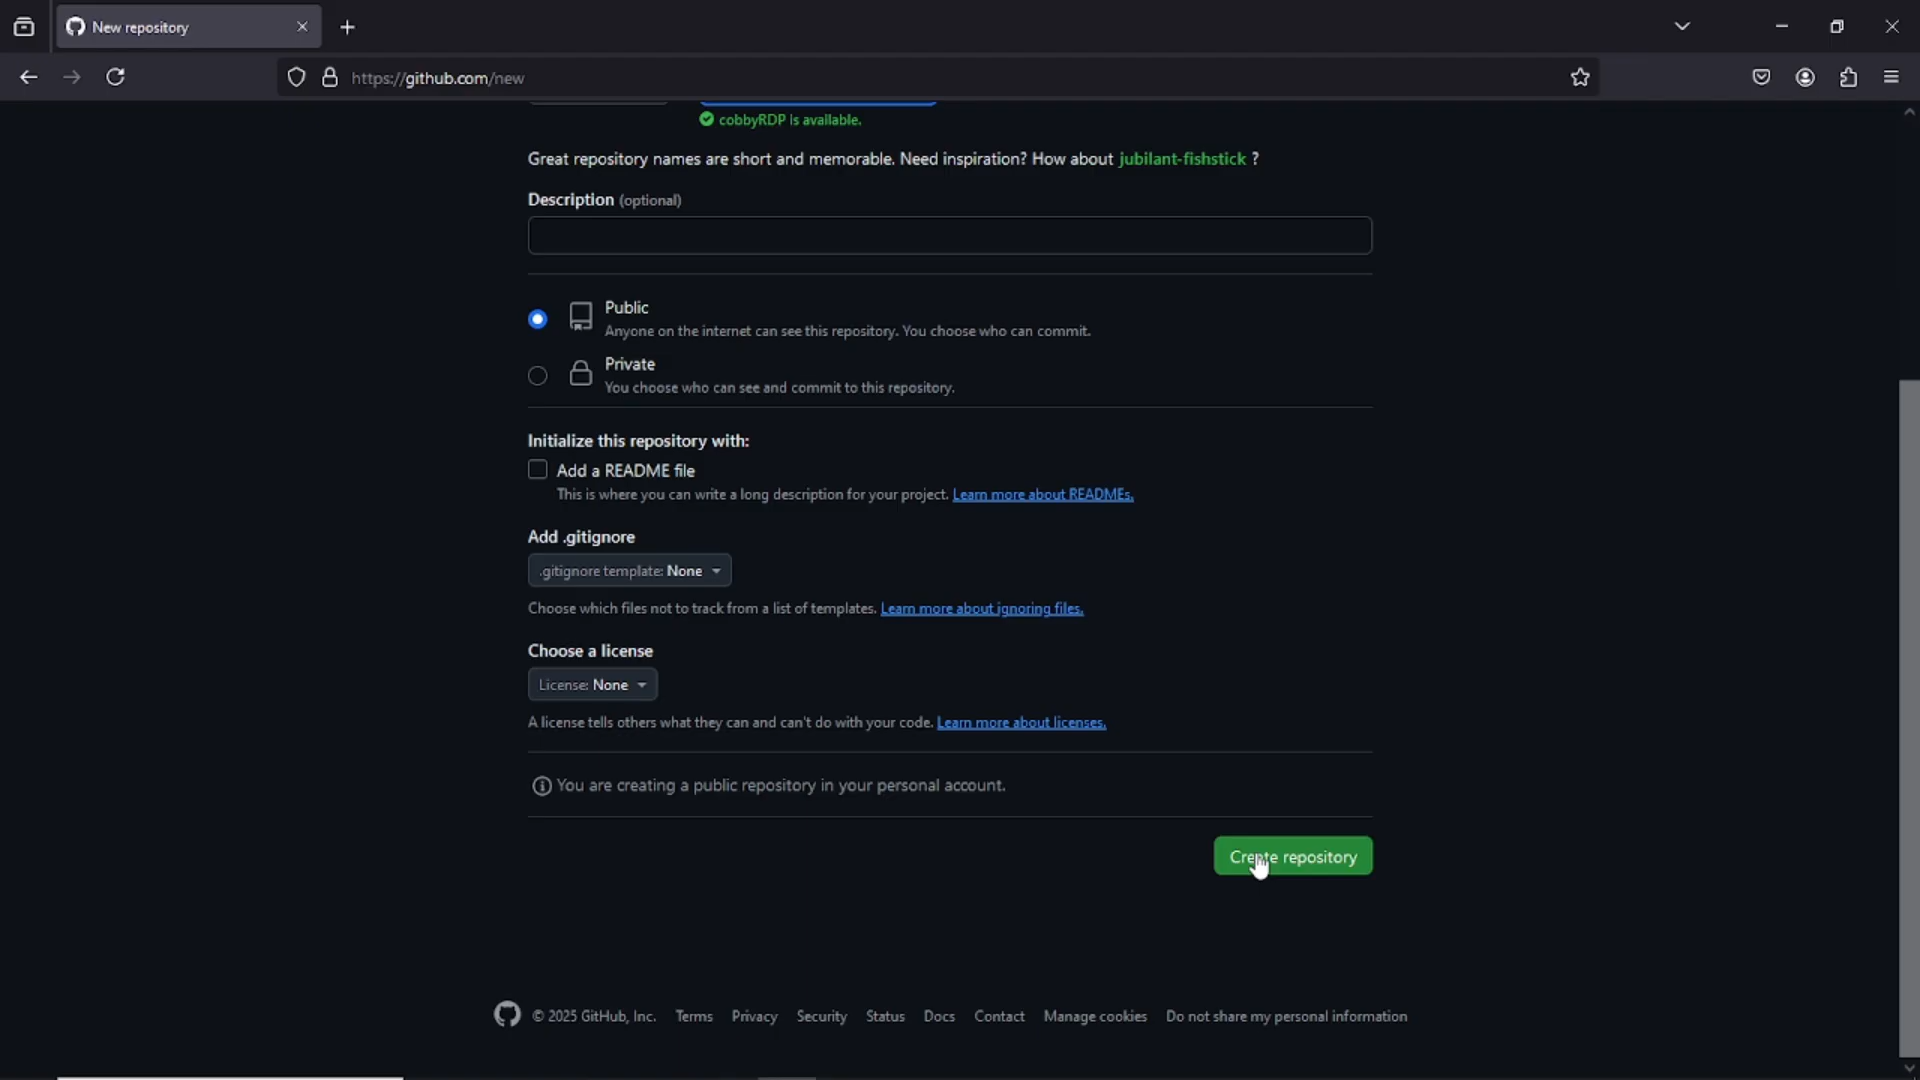 New repository
https://github.com/new
cobbyRDP is available.
Great repository names are short and memorable. Need inspiration? How about jubilant-fishstick ?
Description (optional)
Public
Anyone on the internet can see this repository. You choose who can commit.
Private
You choose who can see and commit to this repository.
Initialize this repository with:
Add a README file
This is where you can write a long description for your project. Learn more about READMEs.
Add .gitignore
.gitignore template: None
Choose which files not to track from a list of templates. Learn more about ignoring files.
Choose a license
License: None
A license tells others what they can and can't do with your code. Learn more about licenses.
You are creating a public repository in your personal account.
Create repository
© 2025 GitHub, Inc. Terms Privacy Security Status Docs Contact Manage cookies Do not share my personal information